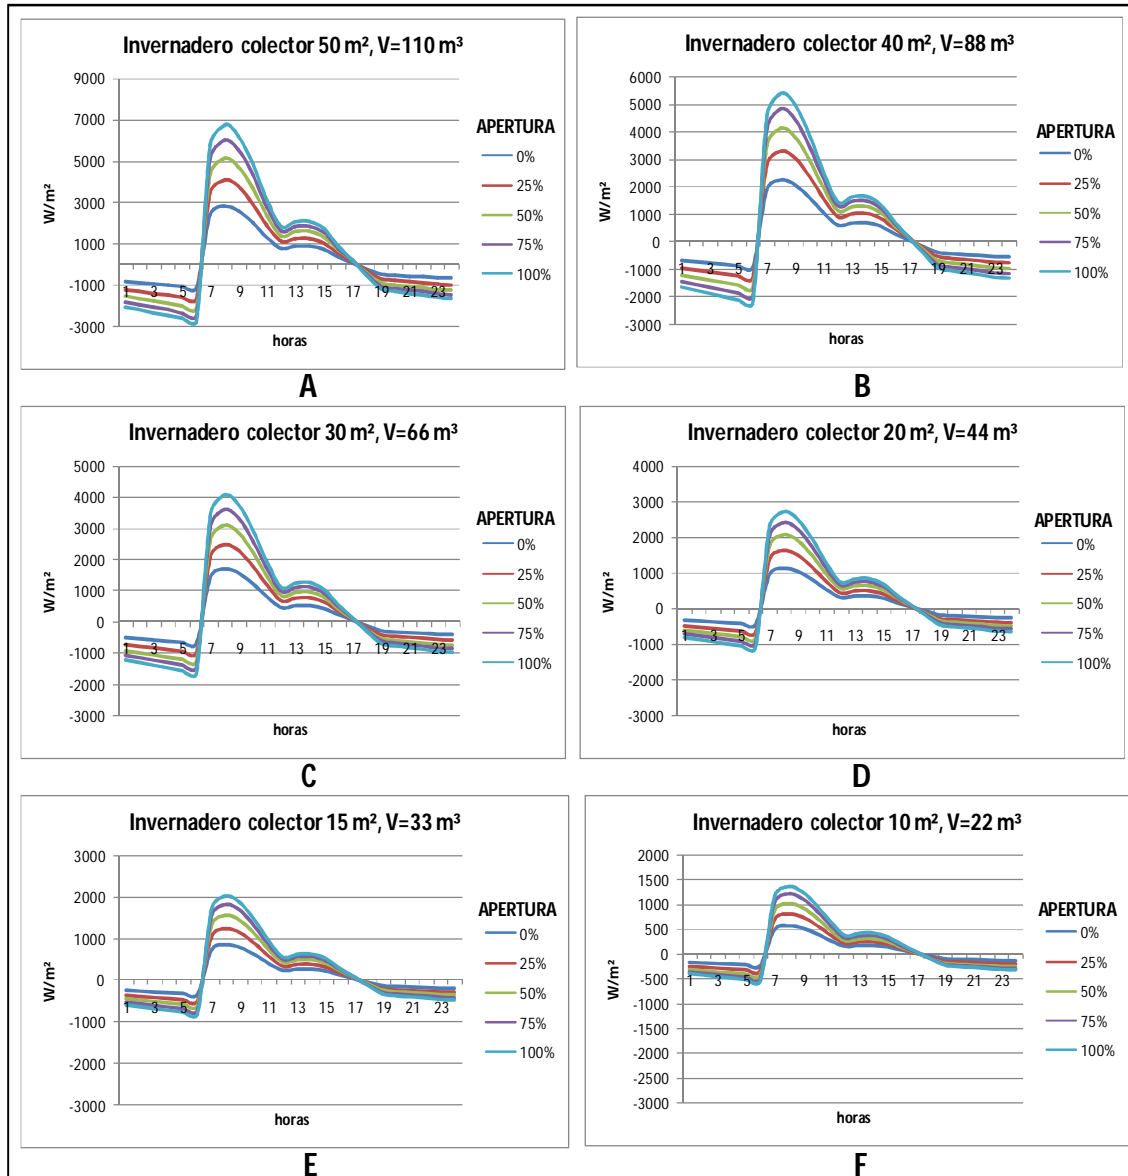 Invernadero colector 50 m², V=110 m³
9000
7000
5000
3000
1000
-1000
-3000
W/m²
1 3 5 7 9 11 13 15 17 19 21 23
horas
APERTURA
0%
25%
50%
75%
100%
A
Invernadero colector 40 m², V=88 m³
6000
5000
4000
3000
2000
1000
0
-1000
-2000
-3000
W/m²
1 3 5 7 9 11 13 15 17 19 21 23
horas
APERTURA
0%
25%
50%
75%
100%
B
Invernadero colector 30 m², V=66 m³
5000
4000
3000
2000
1000
0
-1000
-2000
-3000
W/m²
1 3 5 7 9 11 13 15 17 19 21 23
horas
APERTURA
0%
25%
50%
75%
100%
C
Invernadero colector 20 m², V=44 m³
4000
3000
2000
1000
0
-1000
-2000
-3000
W/m²
1 3 5 7 9 11 13 15 17 19 21 23
horas
APERTURA
0%
25%
50%
75%
100%
D
Invernadero colector 15 m², V=33 m³
3000
2000
1000
0
-1000
-2000
-3000
W/m²
1 3 5 7 9 11 13 15 17 19 21 23
horas
APERTURA
0%
25%
50%
75%
100%
E
Invernadero colector 10 m², V=22 m³
2000
1500
1000
500
0
-500
-1000
-1500
-2000
-2500
-3000
W/m²
1 3 5 7 9 11 13 15 17 19 21 23
horas
APERTURA
0%
25%
50%
75%
100%
F